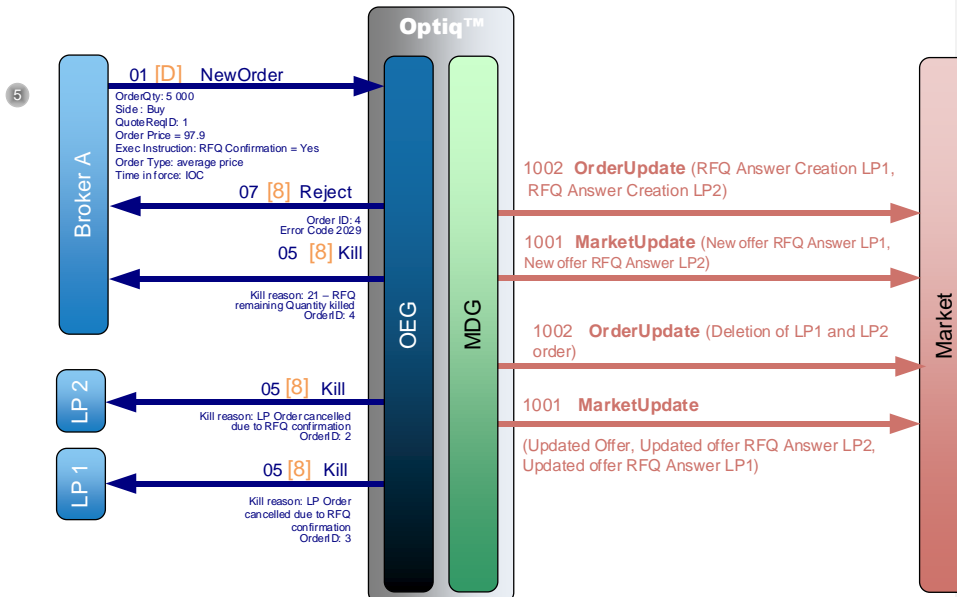 Optiq™
5
01 [D] NewOrder
OrderQty: 5 000
Side : Buy
QuoteReqID: 1
Order Price = 97.9
Exec Instruction: RFQ Confirmation = Yes
Order Type: average price
Time in force: IOC
07 [8] Reject
Order ID: 4
Error Code 2029
05 [8] Kill
Kill reason: 21 – RFQ
remaining Quantity killed
OrderID: 4
Broker A
05 [8] Kill
Kill reason: LP Order cancelled
due to RFQ confirmation
OrderID: 2
LP 2
05 [8] Kill
Kill reason: LP Order
cancelled due to RFQ
confirmation
OrderID: 3
LP 1
OEG
MDG
1002 OrderUpdate (RFQ Answer Creation LP1,
RFQ Answer Creation LP2)
1001 MarketUpdate (New offer RFQ Answer LP1,
New offer RFQ Answer LP2)
1002 OrderUpdate (Deletion of LP1 and LP2
order)
1001 MarketUpdate
(Updated Offer, Updated offer RFQ Answer LP2,
Updated offer RFQ Answer LP1)
Market